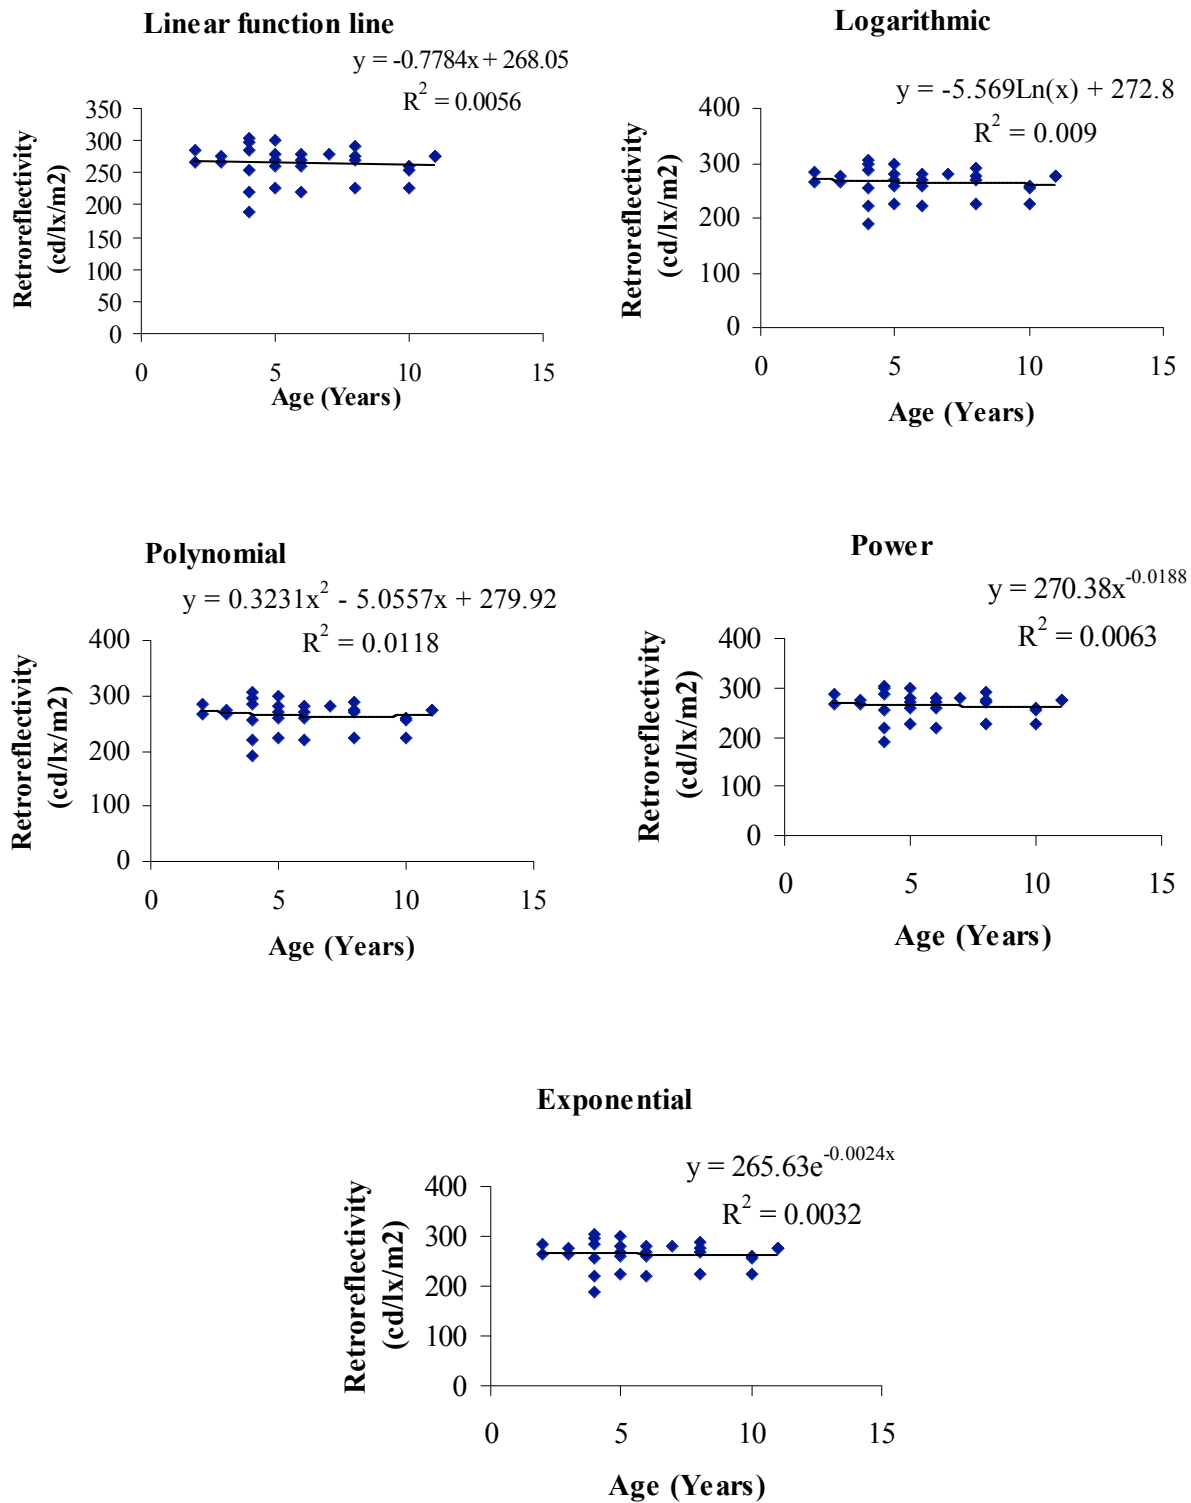 Linear function line
y = -0.7784x + 268.05
R² = 0.0056
Retroreflectivity
(cd/lx/m2)
350
300
250
200
150
100
50
0
0 5 10 15
Age (Years)
Logarithmic
y = -5.569Ln(x) + 272.8
R² = 0.009
Retroreflectivity
(cd/lx/m2)
400
300
200
100
0
0 5 10 15
Age (Years)
Polynomial
y = 0.3231x² - 5.0557x + 279.92
R² = 0.0118
Retroreflectivity
(cd/lx/m2)
400
300
200
100
0
0 5 10 15
Age (Years)
Power
y = 270.38x^-0.0188
R² = 0.0063
Retroreflectivity
(cd/lx/m2)
400
300
200
100
0
0 5 10 15
Age (Years)
Exponential
y = 265.63e^-0.0024x
R² = 0.0032
Retroreflectivity
(cd/lx/m2)
400
300
200
100
0
0 5 10 15
Age (Years)